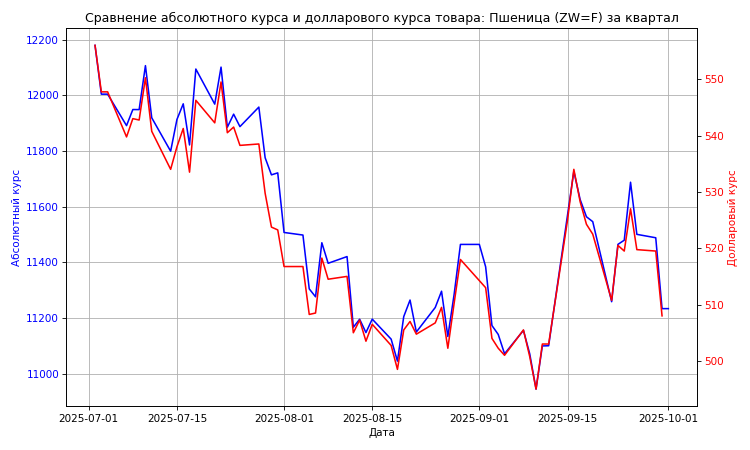 Сравнение абсолютного курса и долларового курса товара: Пшеница (ZW=F) за квартал
12200
12000
11800
11600
11400
11200
11000
Абсолютный курс
550
540
530
520
510
500
Долларовый курс
2025-07-01 2025-07-15 2025-08-01 2025-08-15 2025-09-01 2025-09-15 2025-10-01
Дата